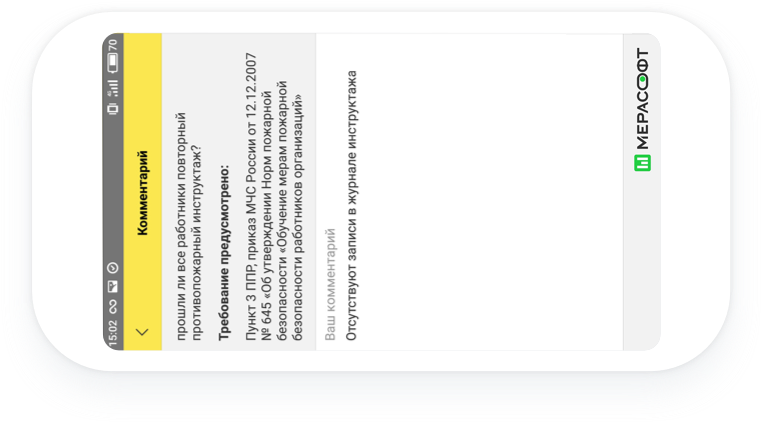 15:02
70
Комментарий
прошли ли все работники повторный
противопожарный инструктаж?
Требование предусмотрено:
Пункт 3 ППР, приказ МЧС России от 12.12.2007
№ 645 «Об утверждении Норм пожарной
безопасности «Обучение мерам пожарной
безопасности работников организаций»
Ваш комментарий
Отсутствуют записи в журнале инструктажа
МЕРАСОФТ